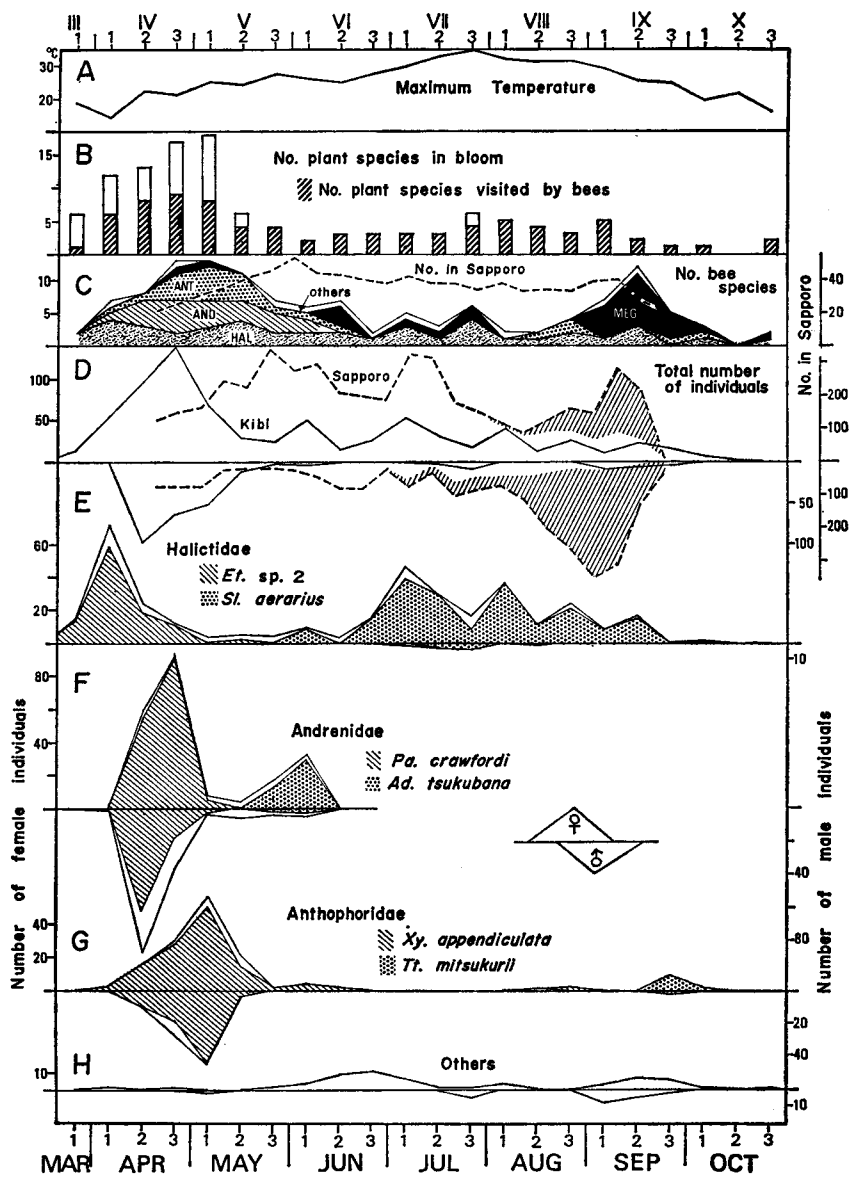 III IV V VI VII VIII IX X
1 1 2 3 1 2 3 1 2 3 1 2 3 1 2 3 1 2 3 1 2 3
°C
30
20
A
Maximum Temperature
15
5
B
No. plant species in bloom
No. plant species visited by bees
10
5
C
ANT
AND
HAL
others
No. in Sapporo
No. bee species
MEG
40
20
0
Sapporo
100
50
D
Sapporo
Kibi
Total number of individuals
200
100
0
No. in
E
50
100
100
200
60
20
Halictidae
Et. sp. 2
Sl. aerarius
80
40
F
Andrenidae
Pa. crawfordi
Ad. tsukubana
10
♀
♂
40
80
Number of female individuals
Number of male individuals
40
20
G
Anthophoridae
Xy. appendiculata
Tt. mitsukurii
20
40
10
H
Others
10
1 1 2 3 1 2 3 1 2 3 1 2 3 1 2 3 1 2 3 1 2 3
MAR APR MAY JUN JUL AUG SEP OCT